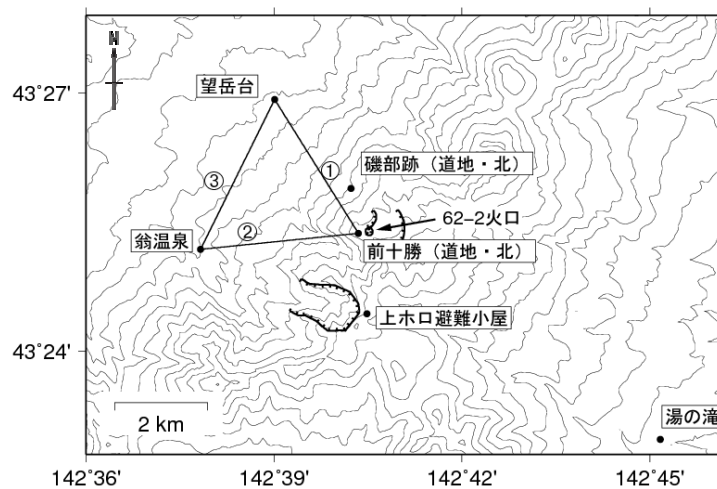 N
43°27'
望岳台
①
磯部跡（道地・北）
③
62-2火口
②
翁温泉
前十勝（道地・北）
上ホロ避難小屋
43°24'
2 km
湯の滝
142°36'
142°39'
142°42'
142°45'